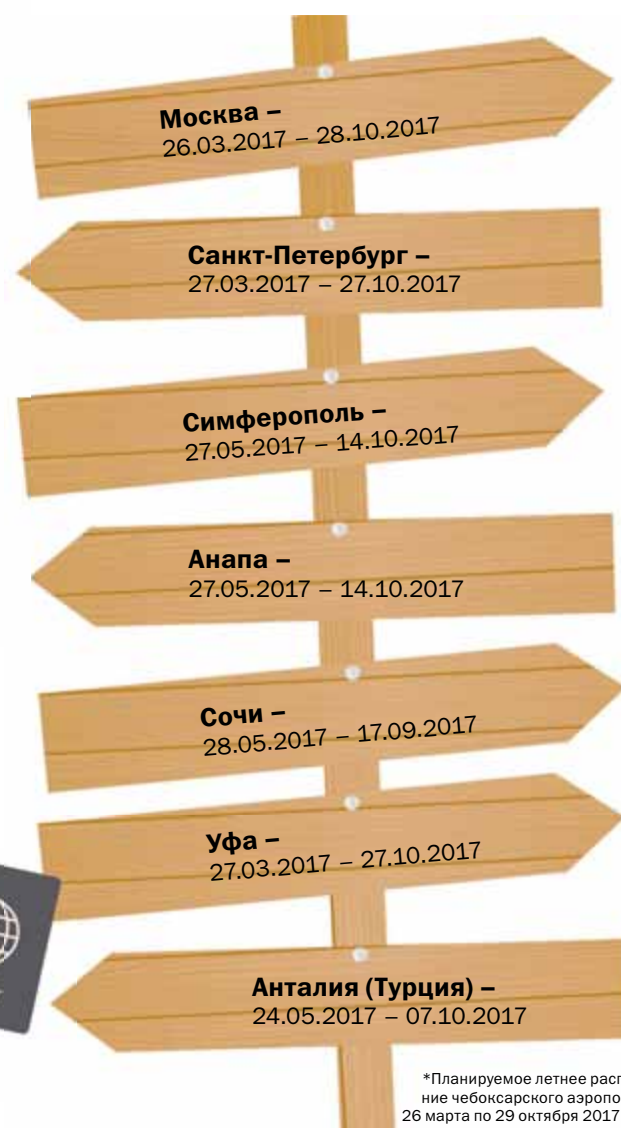 Москва –
26.03.2017 – 28.10.2017
Санкт-Петербург –
27.03.2017 – 27.10.2017
Симферополь –
27.05.2017 – 14.10.2017
Анапа –
27.05.2017 – 14.10.2017
Сочи –
28.05.2017 – 17.09.2017
Уфа –
27.03.2017 – 27.10.2017
Анталия (Турция) –
24.05.2017 – 07.10.2017
*Планируемое летнее
ние чебоксарского
26 марта по 29 октября 2017